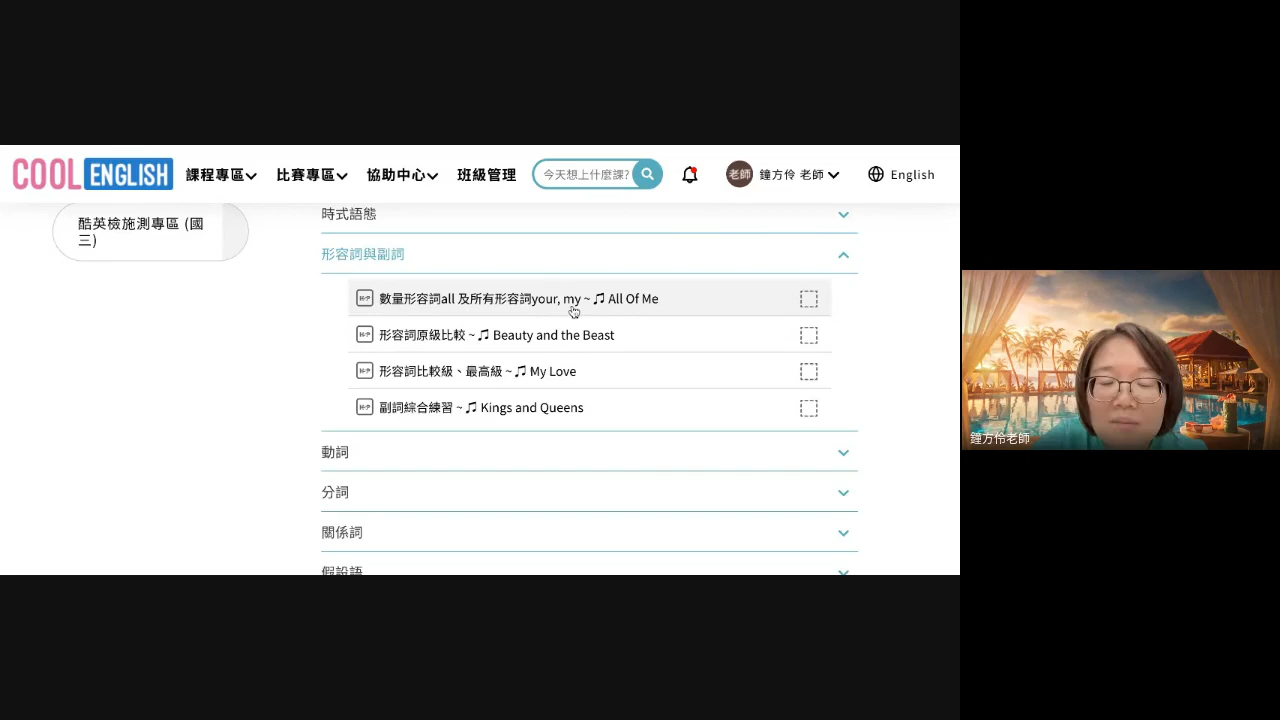 COOL ENGLISH 課程專區 比賽專區 協助中心 班級管理 今天想上什麼課? 老師 鐘方伶 老師 English
酷英檢施測專區 (國
三)
時式語態
形容詞與副詞
數量形容詞all 及所有形容詞your, my ~ 🎵 All Of Me
形容詞原級比較 ~ 🎵 Beauty and the Beast
形容詞比較級、最高級 ~ 🎵 My Love
副詞綜合練習 ~ 🎵 Kings and Queens
動詞
分詞
關係詞
假設語
鐘方伶老師